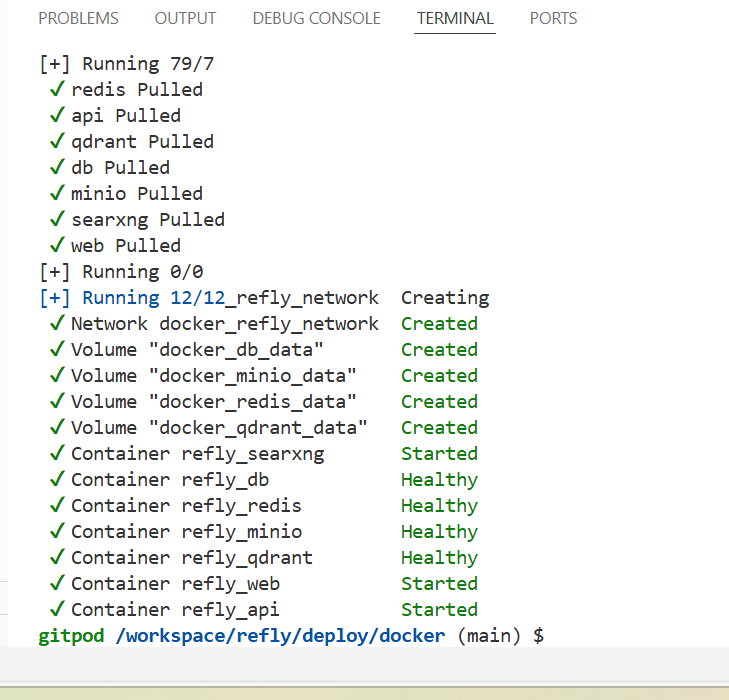 PROBLEMS OUTPUT DEBUG CONSOLE TERMINAL PORTS
[+] Running 79/7
✓ redis Pulled
✓ api Pulled
✓ qdrant Pulled
✓ db Pulled
✓ minio Pulled
✓ searxng Pulled
✓ web Pulled
[+] Running 0/0
[+] Running 12/12_refly_network Creating
✓ Network docker_refly_network Created
✓ Volume "docker_db_data" Created
✓ Volume "docker_minio_data" Created
✓ Volume "docker_redis_data" Created
✓ Volume "docker_qdrant_data" Created
✓ Container refly_searxng Started
✓ Container refly_db Healthy
✓ Container refly_redis Healthy
✓ Container refly_minio Healthy
✓ Container refly_qdrant Healthy
✓ Container refly_web Started
✓ Container refly_api Started
gitpod /workspace/refly/deploy/docker (main) $